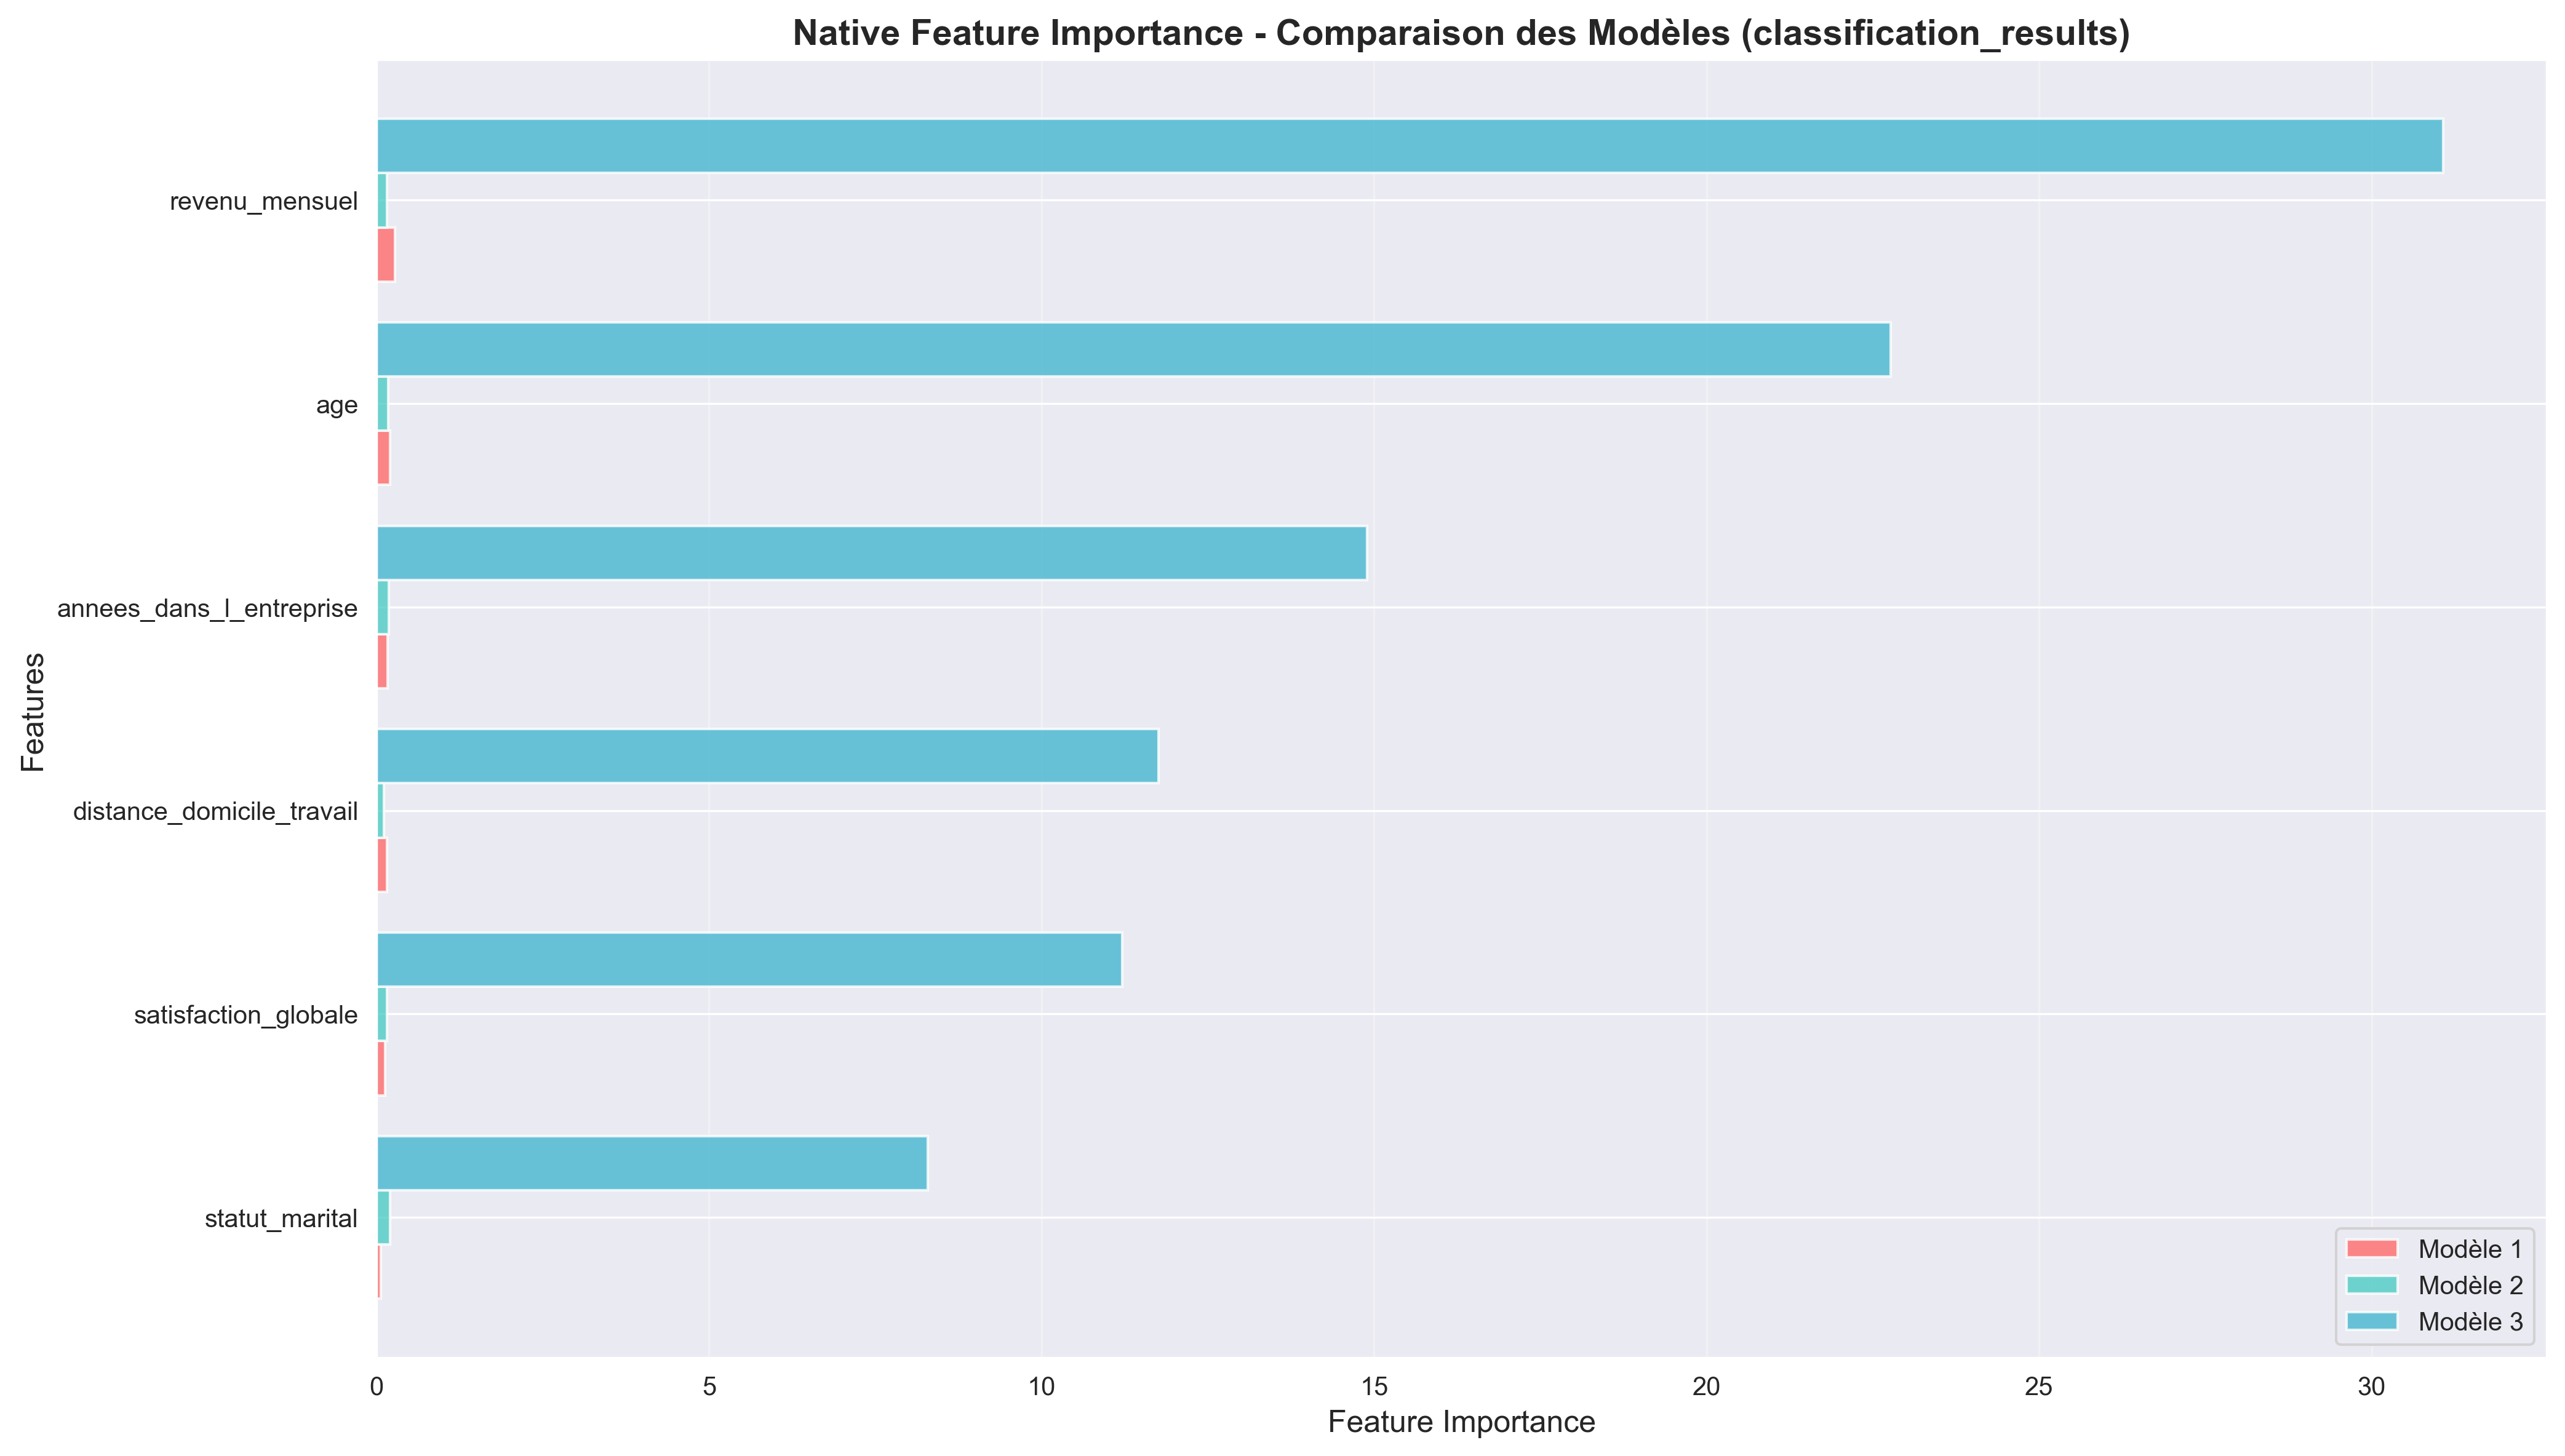 Native Feature Importance - Comparaison des Modèles (classification_results)
revenu_mensuel
age
annees_dans_l_entreprise
distance_domicile_travail
satisfaction_globale
statut_marital
Features
0 5 10 15 20 25 30
Feature Importance
Modèle 1
Modèle 2
Modèle 3